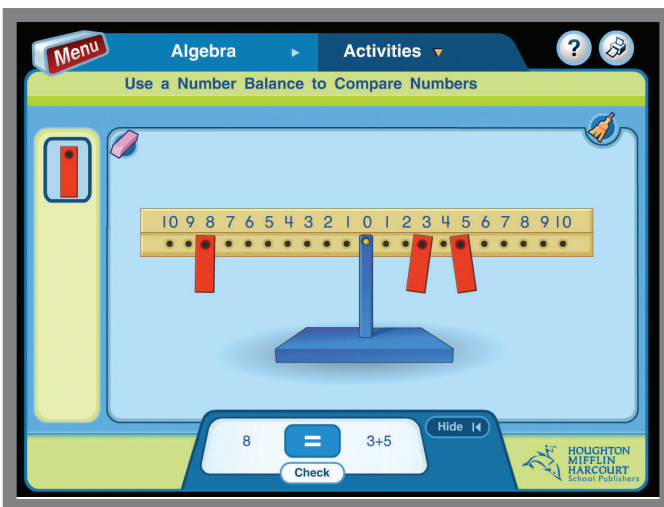 Menu
Algebra
Activities
?
Use a Number Balance to Compare Numbers
10 9 8 7 6 5 4 3 2 1 0 1 2 3 4 5 6 7 8 9 10
8 = 3+5
Hide
Check
HOUGHTON
MIFFLIN
HARCOURT
School Publishers